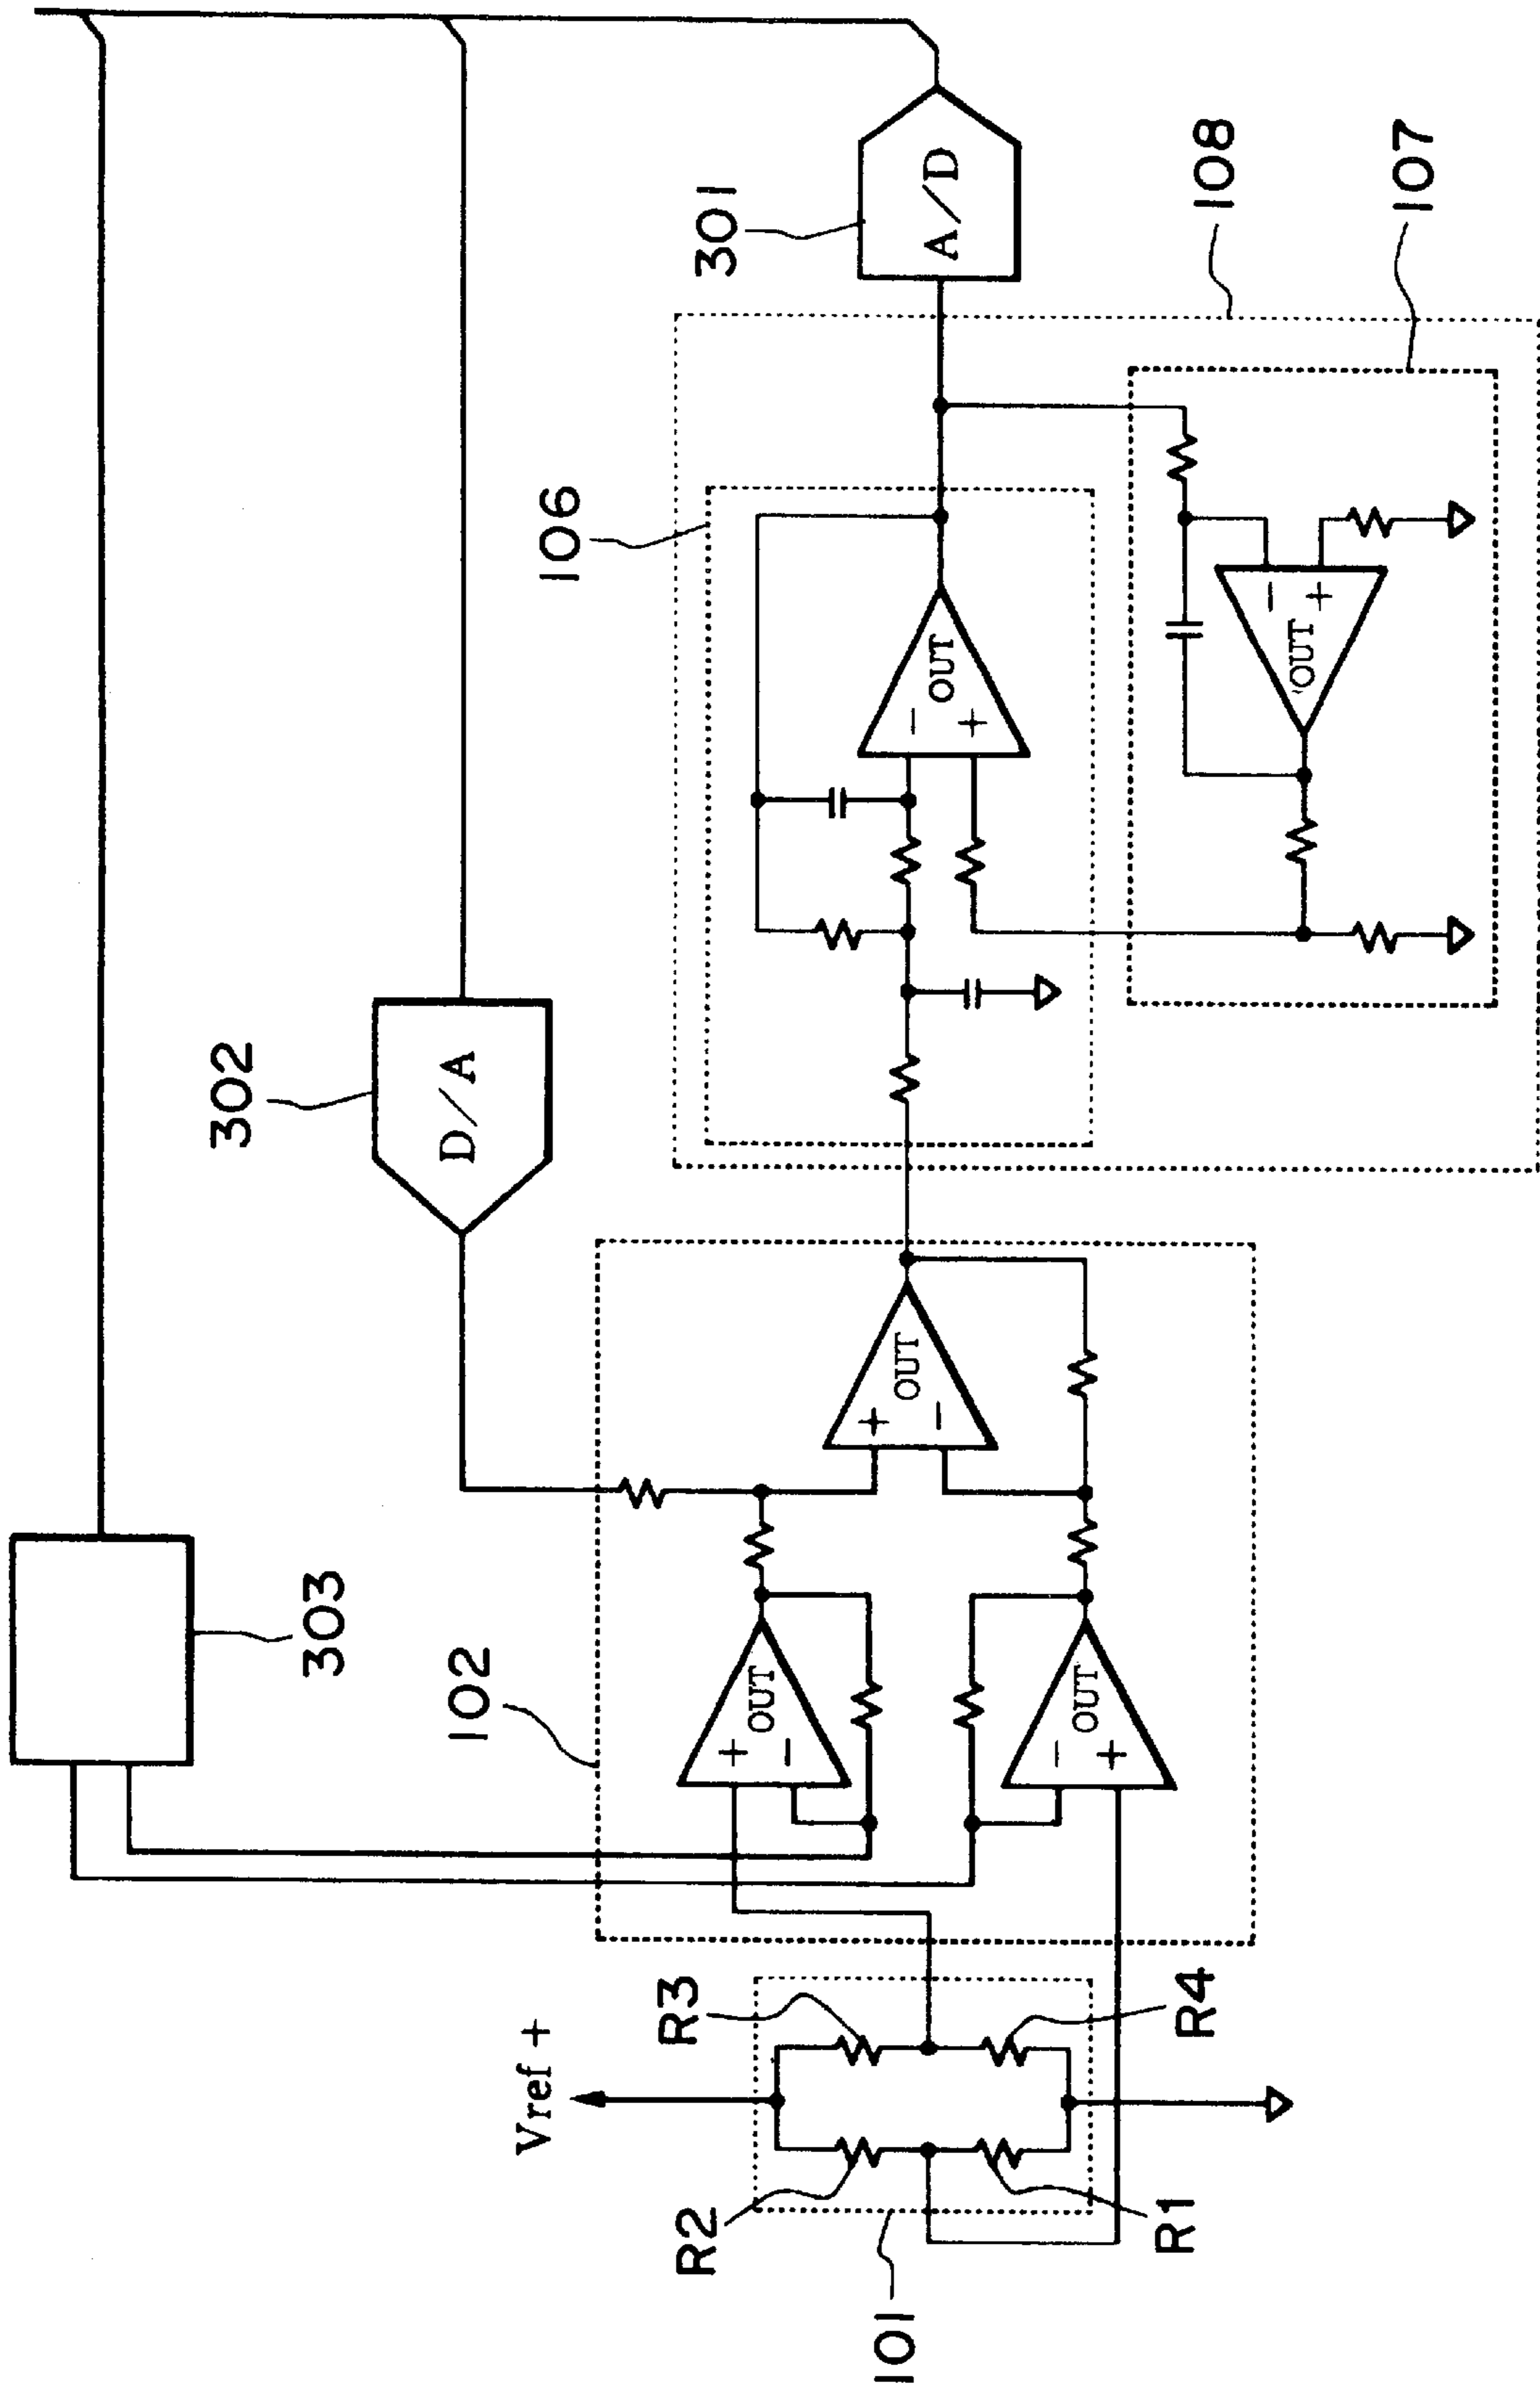 303
302
301
A/D
D/A
102
106
108
107
OUT
+
−
OUT
−
+
OUT
+
−
OUT
−
+
OUT
−
+
Vref +
R3
R2
R4
R1
101